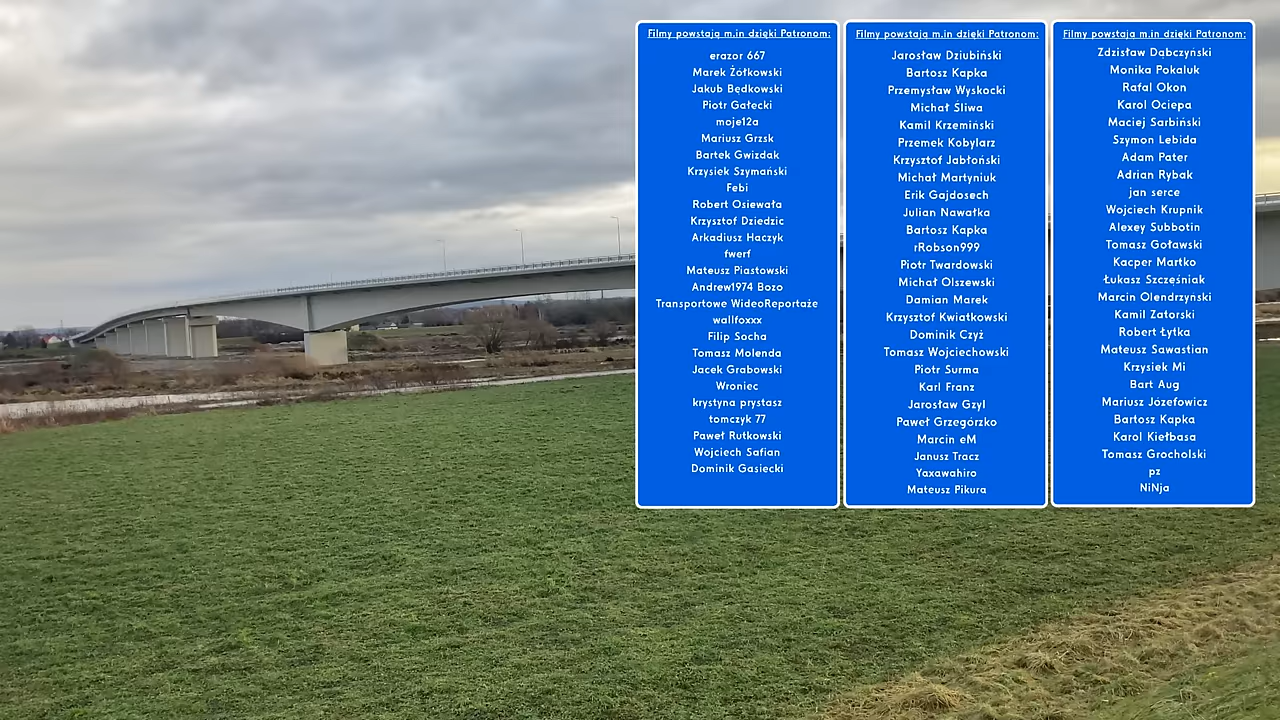 Filmy powstają m.in dzięki Patronom:
erazor 667
Marek Żółkowski
Jakub Będkowski
Piotr Gałecki
moje12a
Mariusz Grzsk
Bartek Gwizdak
Krzysiek Szymański
Febi
Robert Osiewała
Krzysztof Dziedzic
Arkadiusz Haczyk
fwerf
Mateusz Piastowski
Andrew1974 Bozo
Transportowe WideoReportaże
wallfoxxx
Filip Socha
Tomasz Molenda
Jacek Grabowski
Wroniec
krystyna prystasz
tomczyk 77
Paweł Rutkowski
Wojciech Safian
Dominik Gasiecki
Filmy powstają m.in dzięki Patronom:
Jarosław Dziubiński
Bartosz Kapka
Przemysław Wyskocki
Michał Śliwa
Kamil Krzemiński
Przemek Kobylarz
Krzysztof Jabłoński
Michał Martyniuk
Erik Gajdosech
Julian Nawałka
Bartosz Kapka
rRobson999
Piotr Twardowski
Michał Olszewski
Damian Marek
Krzysztof Kwiatkowski
Dominik Czyż
Tomasz Wojciechowski
Piotr Surma
Karl Franz
Jarosław Gzyl
Paweł Grzegórzko
Marcin eM
Janusz Tracz
Yaxawahiro
Mateusz Pikura
Filmy powstają m.in dzięki Patronom:
Zdzisław Dąbczyński
Monika Pokaluk
Rafal Okon
Karol Ociepa
Maciej Sarbiński
Szymon Lebida
Adam Pater
Adrian Rybak
jan serce
Wojciech Krupnik
Alexey Subbotin
Tomasz Goławski
Kacper Martko
Łukasz Szcześniak
Marcin Olendrzyński
Kamil Zatorski
Robert Łytka
Mateusz Sawastian
Krzysiek Mi
Bart Aug
Mariusz Józefowicz
Bartosz Kapka
Karol Kiełbasa
Tomasz Grocholski
pz
NiNja